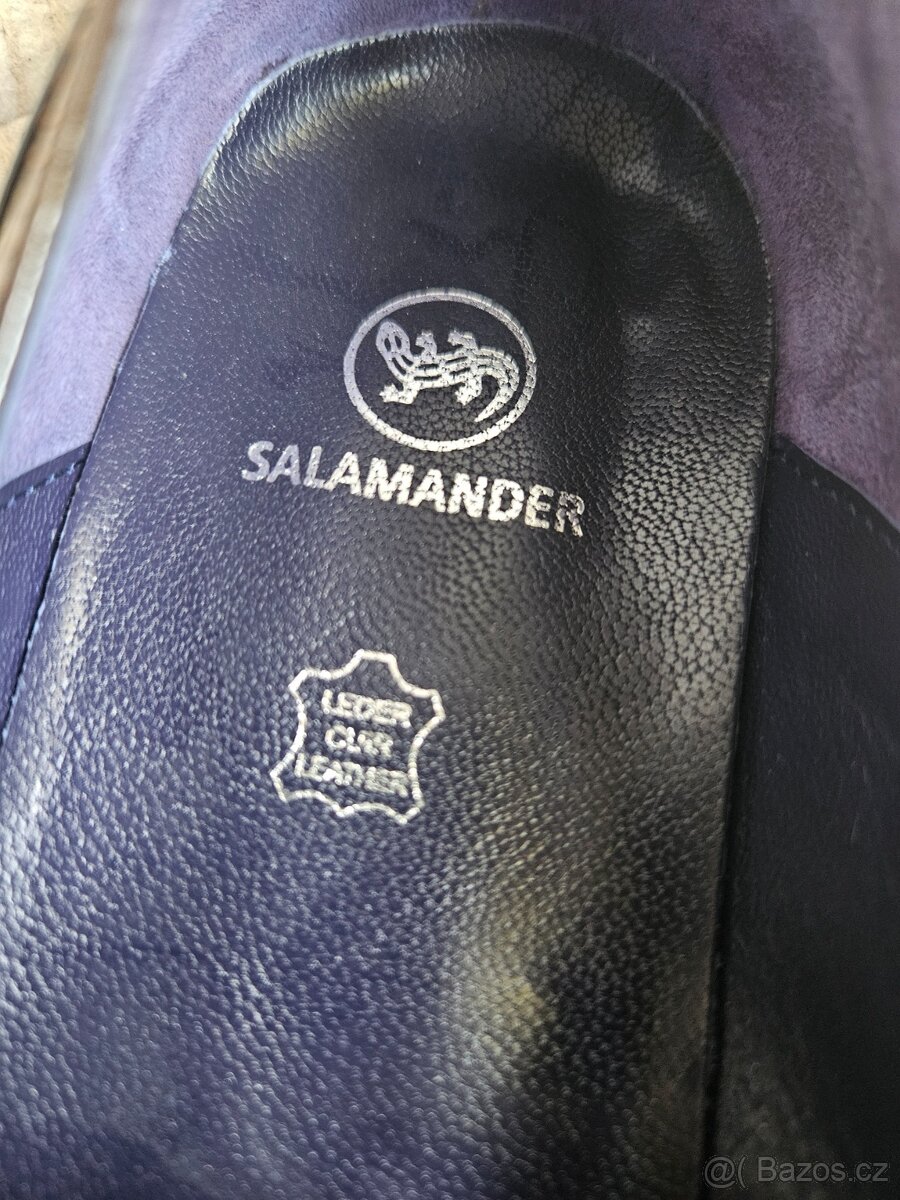 SALAMANDER
LEDER
CUIR
LEATHER
@( Bazos.cz